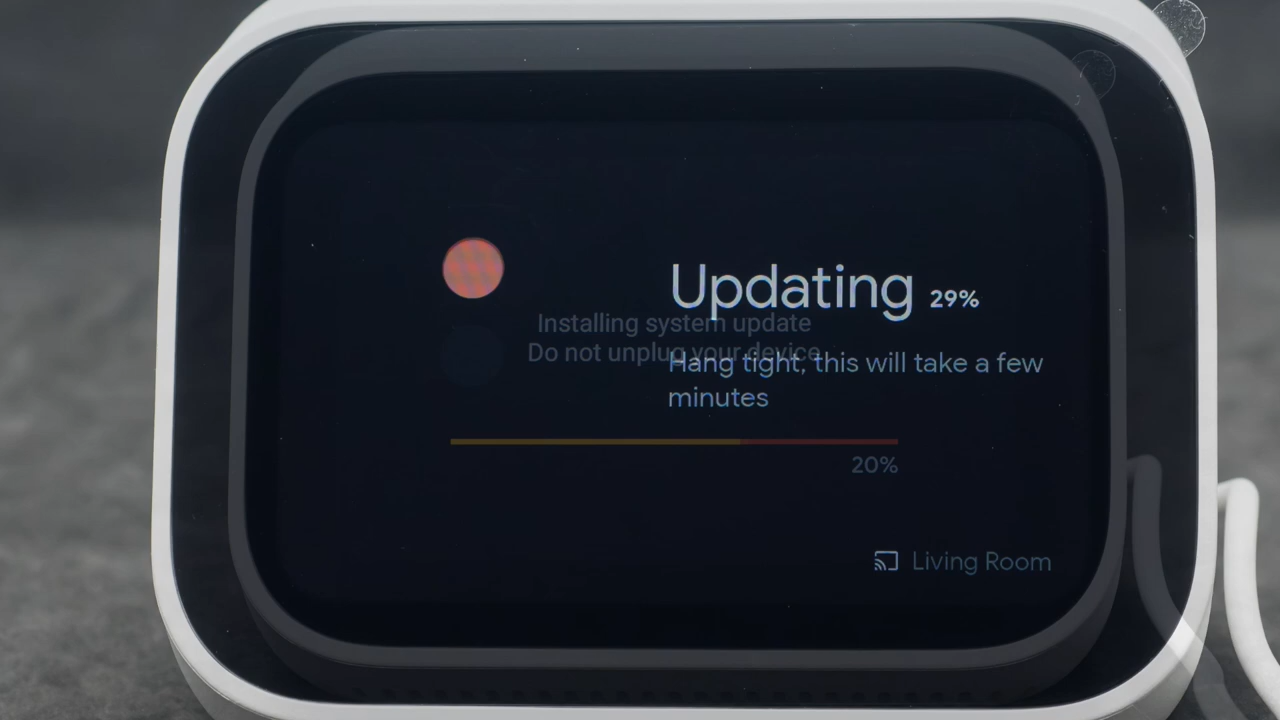 Updating 29%
Installing system update
Do not unplug your device
Hang tight, this will take a few
minutes
20%
Living Room